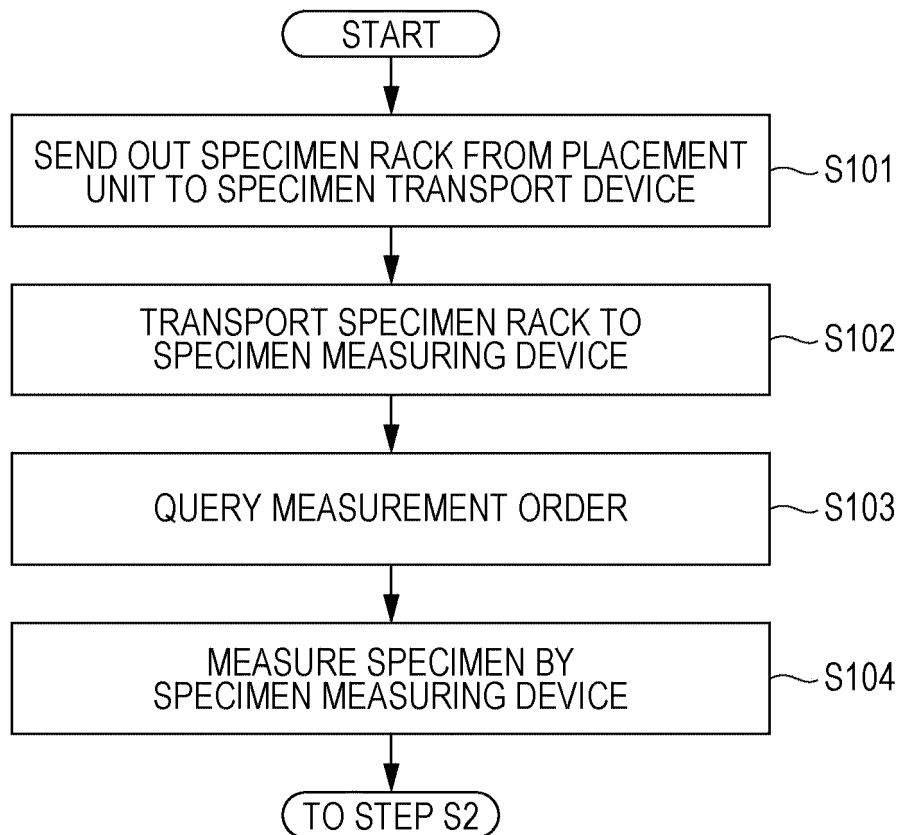 START
SEND OUT SPECIMEN RACK FROM PLACEMENT
UNIT TO SPECIMEN TRANSPORT DEVICE
S101
TRANSPORT SPECIMEN RACK TO
SPECIMEN MEASURING DEVICE
S102
QUERY MEASUREMENT ORDER
S103
MEASURE SPECIMEN BY
SPECIMEN MEASURING DEVICE
S104
TO STEP S2